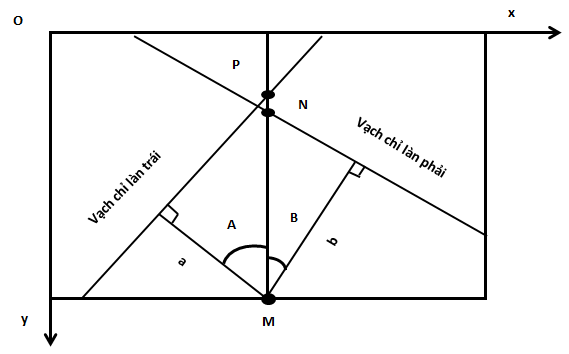 O
x
P
N
Vạch chỉ làn trái
Vạch chỉ làn phải
A
B
a
b
y
M